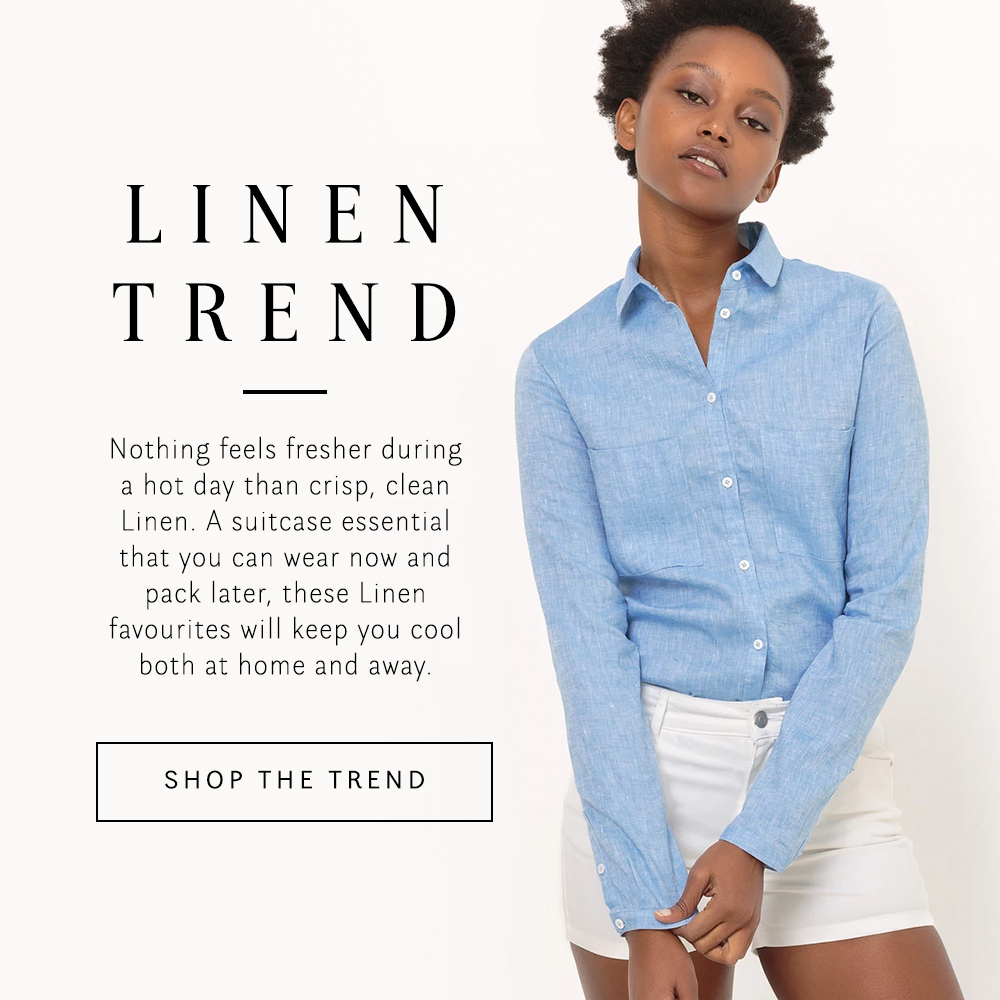 LINEN
TREND
Nothing feels fresher during
a hot day than crisp, clean
Linen. A suitcase essential
that you can wear now and
pack later, these Linen
favourites will keep you cool
both at home and away.
SHOP THE TREND